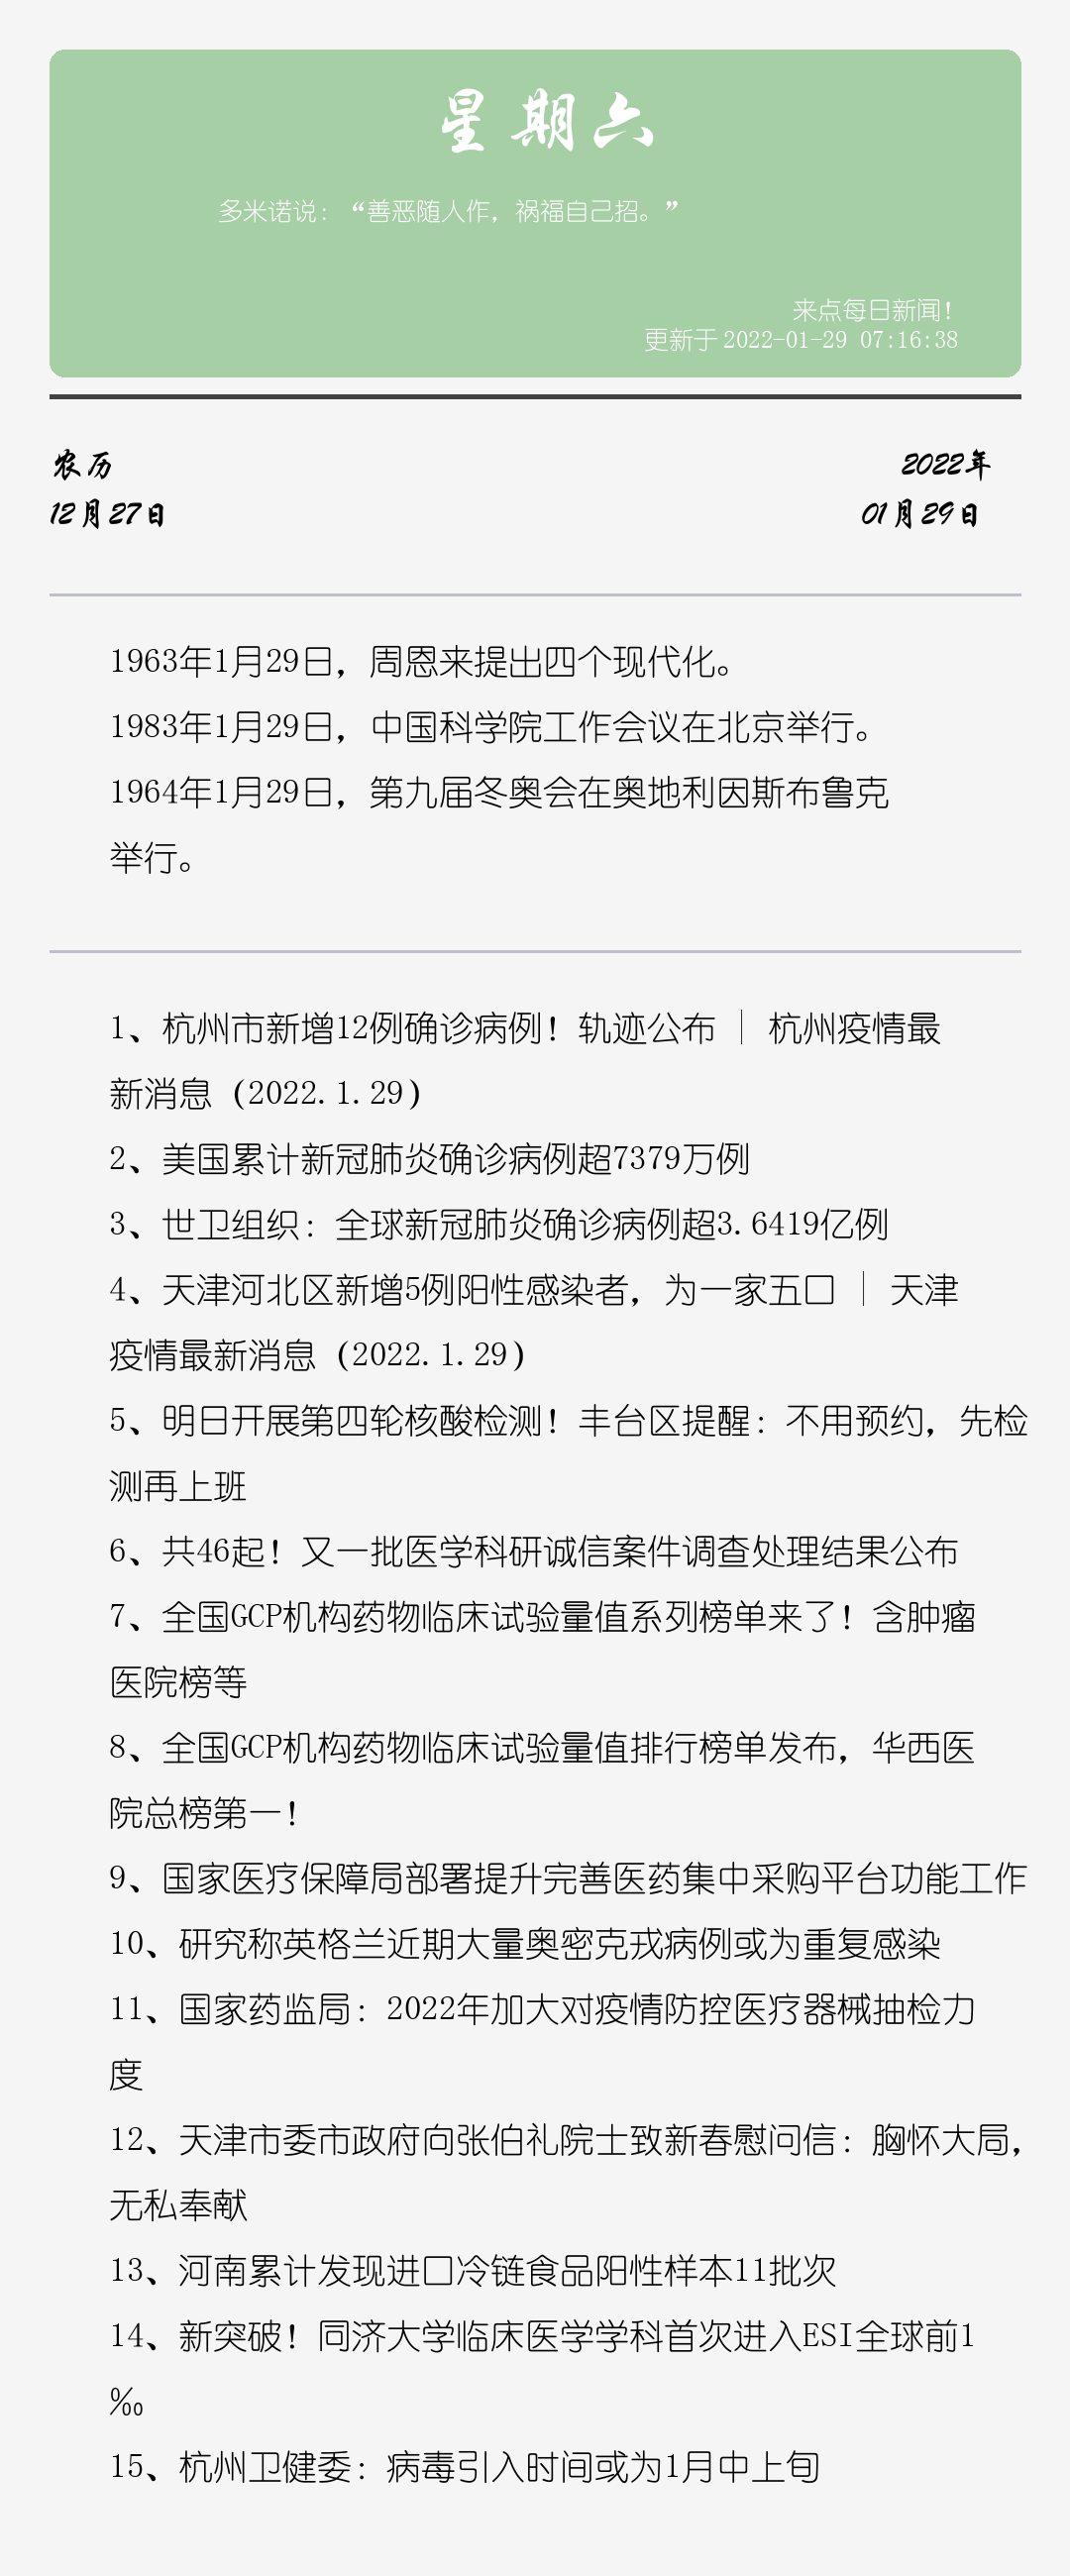 星期六
多米诺说：“善恶随人作，祸福自己招。”
来点每日新闻！
更新于 2022-01-29 07:16:38
农历
12月27日
2022年
01月29日
1963年1月29日，周恩来提出四个现代化。
1983年1月29日，中国科学院工作会议在北京举行。
1964年1月29日，第九届冬奥会在奥地利因斯布鲁克
举行。
1、杭州市新增12例确诊病例！轨迹公布 | 杭州疫情最
新消息（2022.1.29）
2、美国累计新冠肺炎确诊病例超7379万例
3、世卫组织：全球新冠肺炎确诊病例超3.6419亿例
4、天津河北区新增5例阳性感染者，为一家五口 | 天津
疫情最新消息（2022.1.29）
5、明日开展第四轮核酸检测！丰台区提醒：不用预约，先检
测再上班
6、共46起！又一批医学科研诚信案件调查处理结果公布
7、全国GCP机构药物临床试验量值系列榜单来了！含肿瘤
医院榜等
8、全国GCP机构药物临床试验量值排行榜单发布，华西医
院总榜第一！
9、国家医疗保障局部署提升完善医药集中采购平台功能工作
10、研究称英格兰近期大量奥密克戎病例或为重复感染
11、国家药监局：2022年加大对疫情防控医疗器械抽检力
度
12、天津市委市政府向张伯礼院士致新春慰问信：胸怀大局，
无私奉献
13、河南累计发现进口冷链食品阳性样本11批次
14、新突破！同济大学临床医学学科首次进入ESI全球前1
‰
15、杭州卫健委：病毒引入时间或为1月中上旬